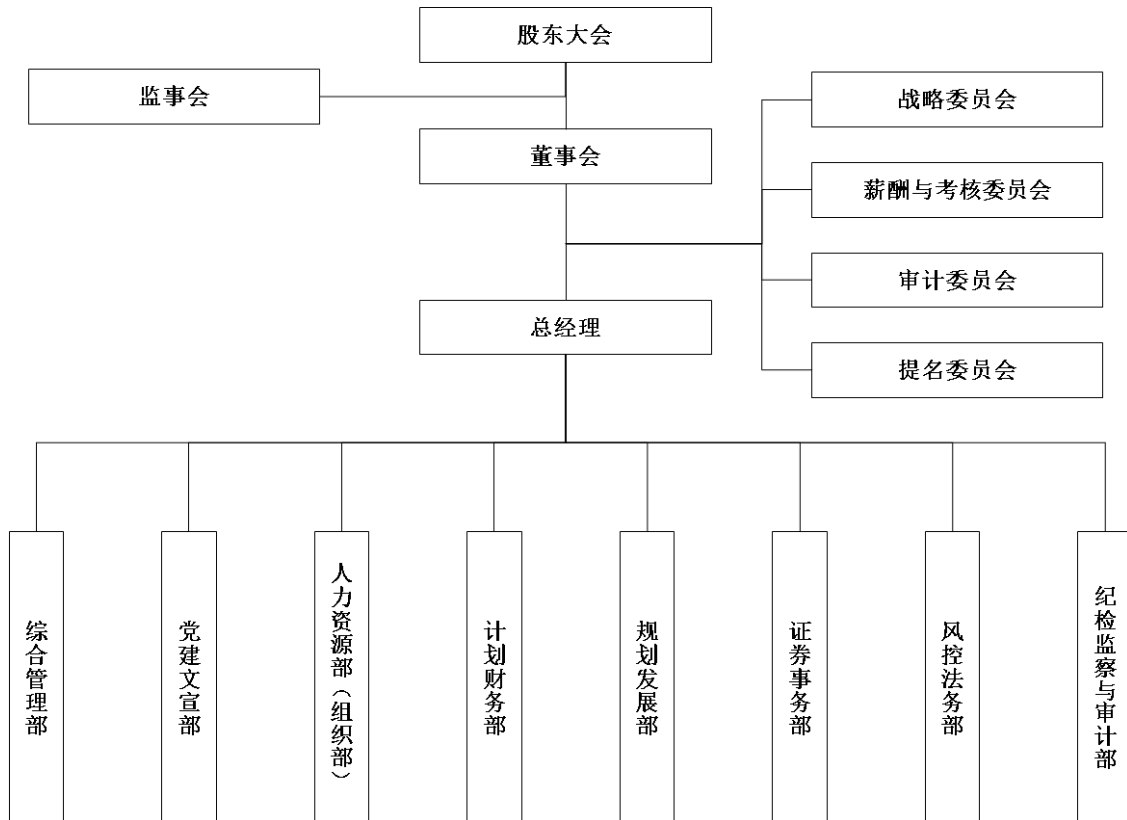 股东大会
监事会
董事会
战略委员会
薪酬与考核委员会
审计委员会
提名委员会
总经理
综合管理部
党建文宣部
人力资源部（组织部）
计划财务部
规划发展部
证券事务部
风控法务部
纪检监察与审计部